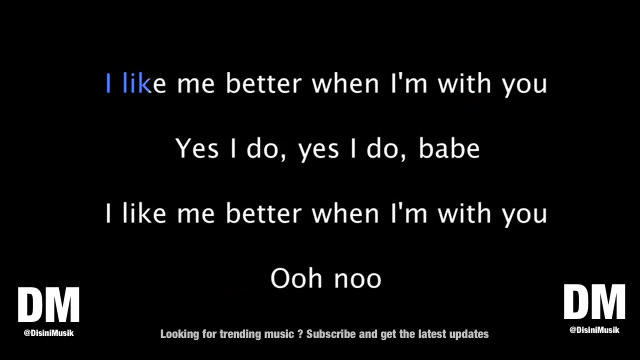 I like me better when I'm with you
Yes I do, yes I do, babe
I like me better when I'm with you
Ooh noo
DM
@DisiniMusik
DM
@DisiniMusik
Looking for trending music ? Subscribe and get the latest updates